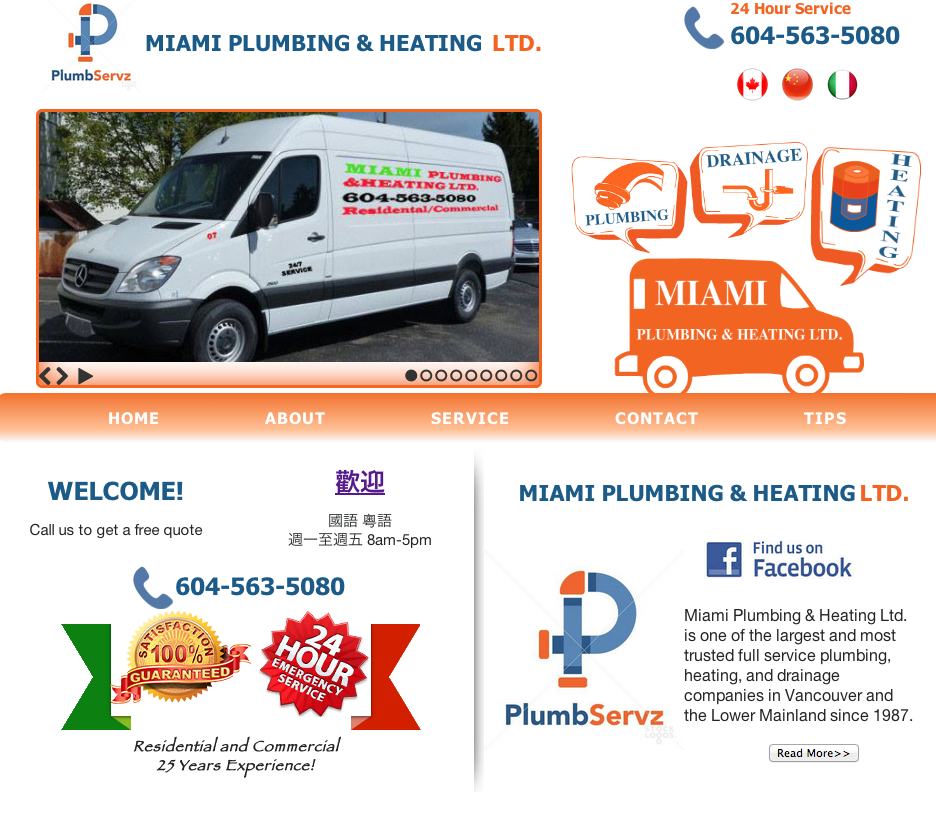 PlumbServz
MIAMI PLUMBING & HEATING LTD.
24 Hour Service
604-563-5080
MIAMI PLUMBING
&HEATING LTD.
604-563-5080
Residental/Commercial
07
24/7
SERVICE
PLUMBING
DRAINAGE
HEATING
MIAMI
PLUMBING & HEATING LTD.
HOME ABOUT SERVICE CONTACT TIPS
WELCOME!
Call us to get a free quote
歡迎
國語 粵語
週一至週五 8am-5pm
604-563-5080
SATISFACTION
100%
GUARANTEED
24
HOUR
EMERGENCY
SERVICE
Residential and Commercial
25 Years Experience!
MIAMI PLUMBING & HEATING LTD.
Find us on
Facebook
PlumbServz
STOCK
LOGOS
Miami Plumbing & Heating Ltd.
is one of the largest and most
trusted full service plumbing,
heating, and drainage
companies in Vancouver and
the Lower Mainland since 1987.
Read More>>